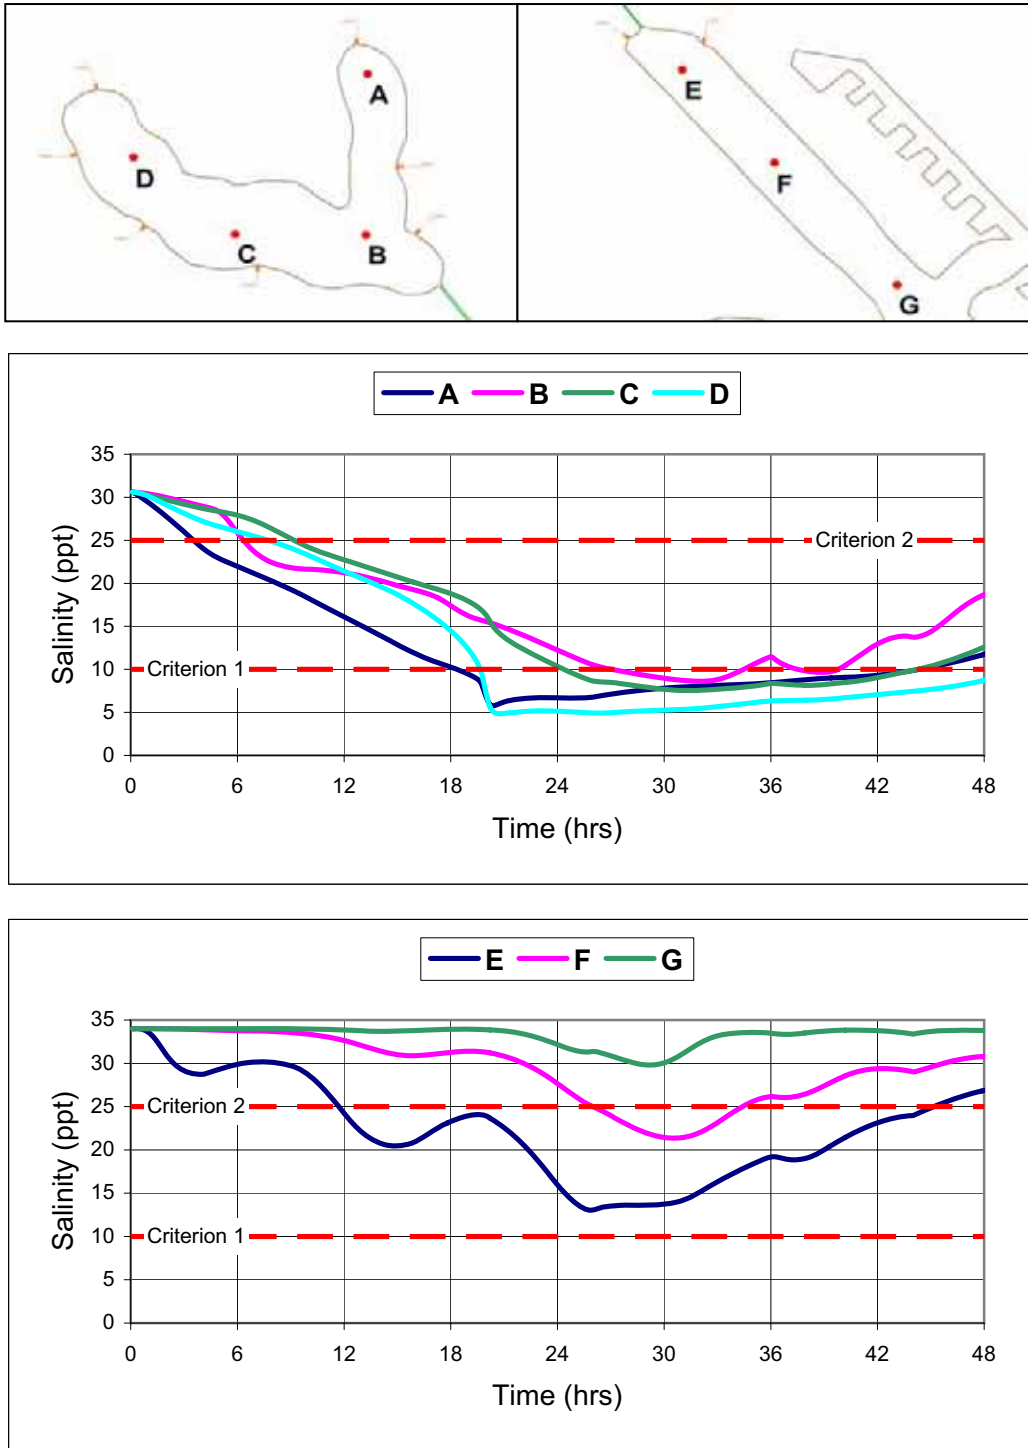 A
D
C
B
E
F
G
A B C D
35
30
25
20
15
10
5
0
Salinity (ppt)
Criterion 2
Criterion 1
0 6 12 18 24 30 36 42 48
Time (hrs)
E F G
35
30
25
20
15
10
5
0
Salinity (ppt)
Criterion 2
Criterion 1
0 6 12 18 24 30 36 42 48
Time (hrs)